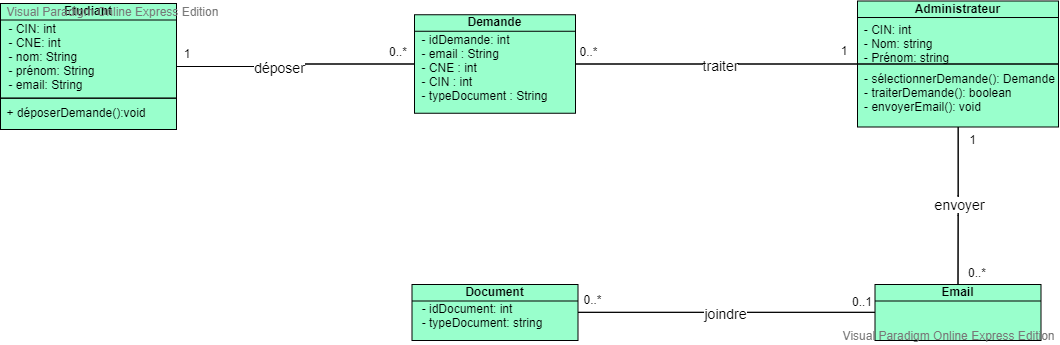 Visual Paradigm Online Express Edition
Etudiant
- CIN: int
- CNE: int
- nom: String
- prénom: String
- email: String
+ déposerDemande():void
1
déposer
0..*
Demande
- idDemande: int
- email : String
- CNE : int
- CIN : int
- typeDocument : String
0..*
traiter
1
Administrateur
- CIN: int
- Nom: string
- Prénom: string
- sélectionnerDemande(): Demande
- traiterDemande(): boolean
- envoyerEmail(): void
1
envoyer
0..*
Document
- idDocument: int
- typeDocument: string
0..*
joindre
0..1
Email
Visual Paradigm Online Express Edition